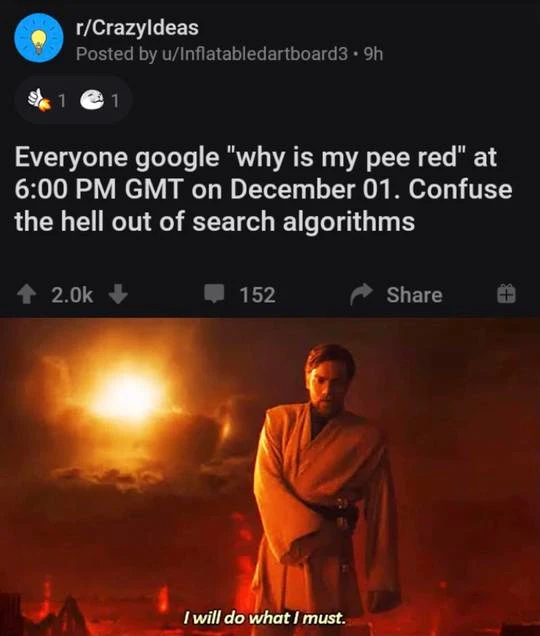 r/CrazyIdeas
Posted by u/Inflatabledartboard3 • 9h
1 1
Everyone google "why is my pee red" at
6:00 PM GMT on December 01. Confuse
the hell out of search algorithms
2.0k 152 Share
I will do what I must.